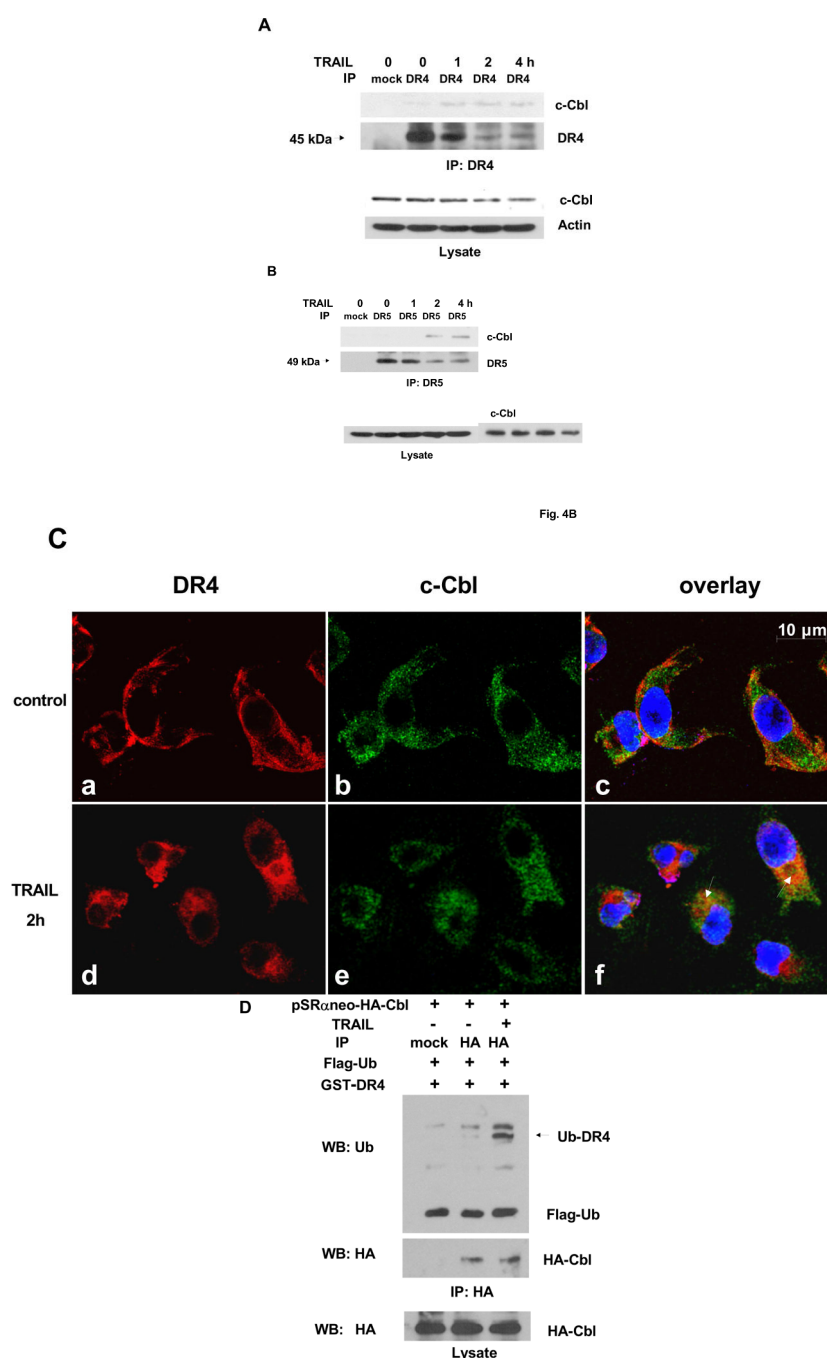 A
TRAIL 0 0 1 2 4 h
IP mock DR4 DR4 DR4 DR4
c-Cbl
45 kDa DR4
IP: DR4
c-Cbl
Actin
Lysate
B
TRAIL 0 0 1 2 4 h
IP mock DR5 DR5 DR5 DR5
c-Cbl
49 kDa DR5
IP: DR5
c-Cbl
Lysate
Fig. 4B
C
DR4 c-Cbl overlay
10 µm
control
a b c
TRAIL
2h
d e f
D pSRαneo-HA-Cbl + + +
TRAIL - - +
IP mock HA HA
Flag-Ub + + +
GST-DR4 + + +
WB: Ub Ub-DR4
Flag-Ub
WB: HA HA-Cbl
IP: HA
WB: HA HA-Cbl
Lysate